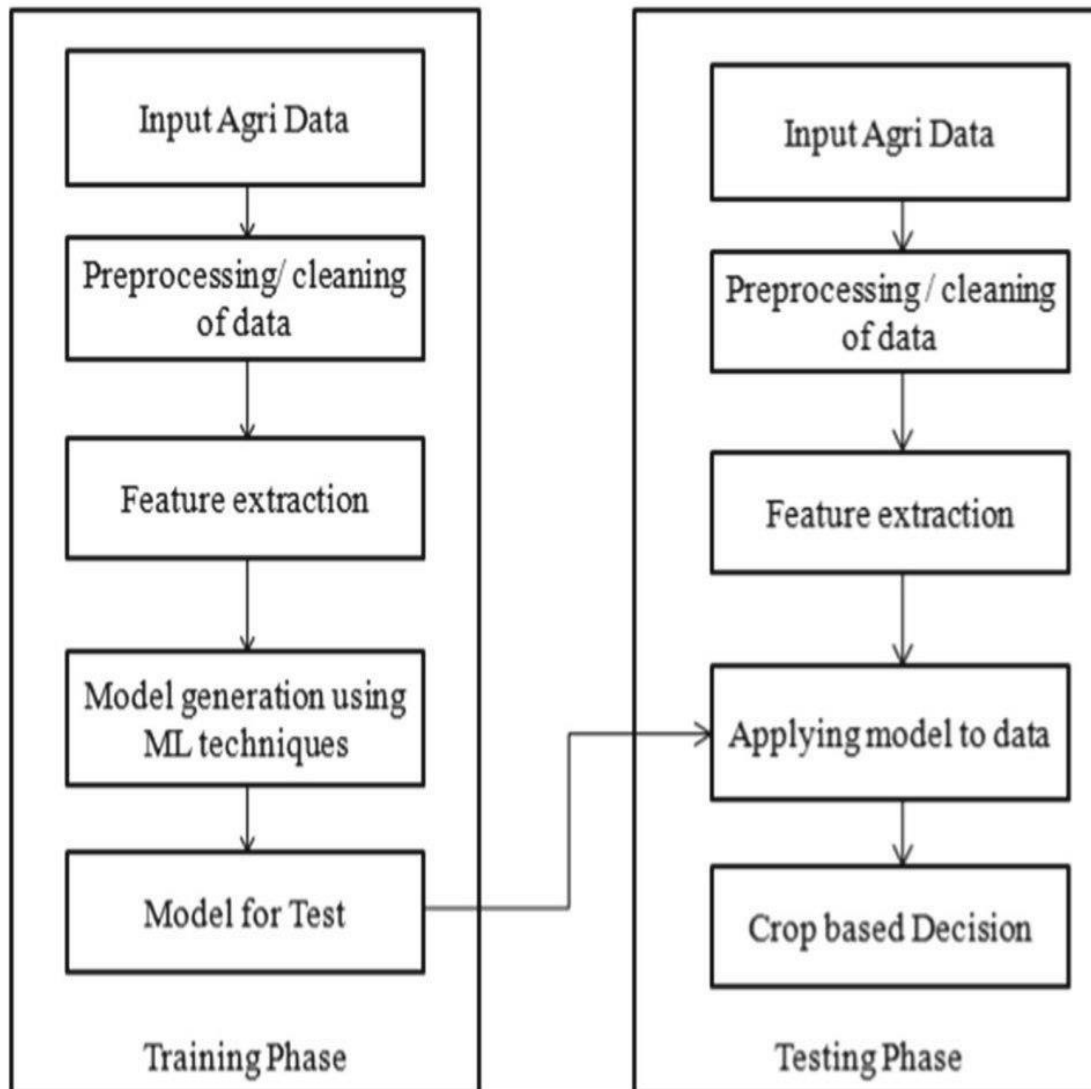 Input Agri Data
Preprocessing/ cleaning
of data
Feature extraction
Model generation using
ML techniques
Model for Test
Training Phase
Input Agri Data
Preprocessing / cleaning
of data
Feature extraction
Applying model to data
Crop based Decision
Testing Phase